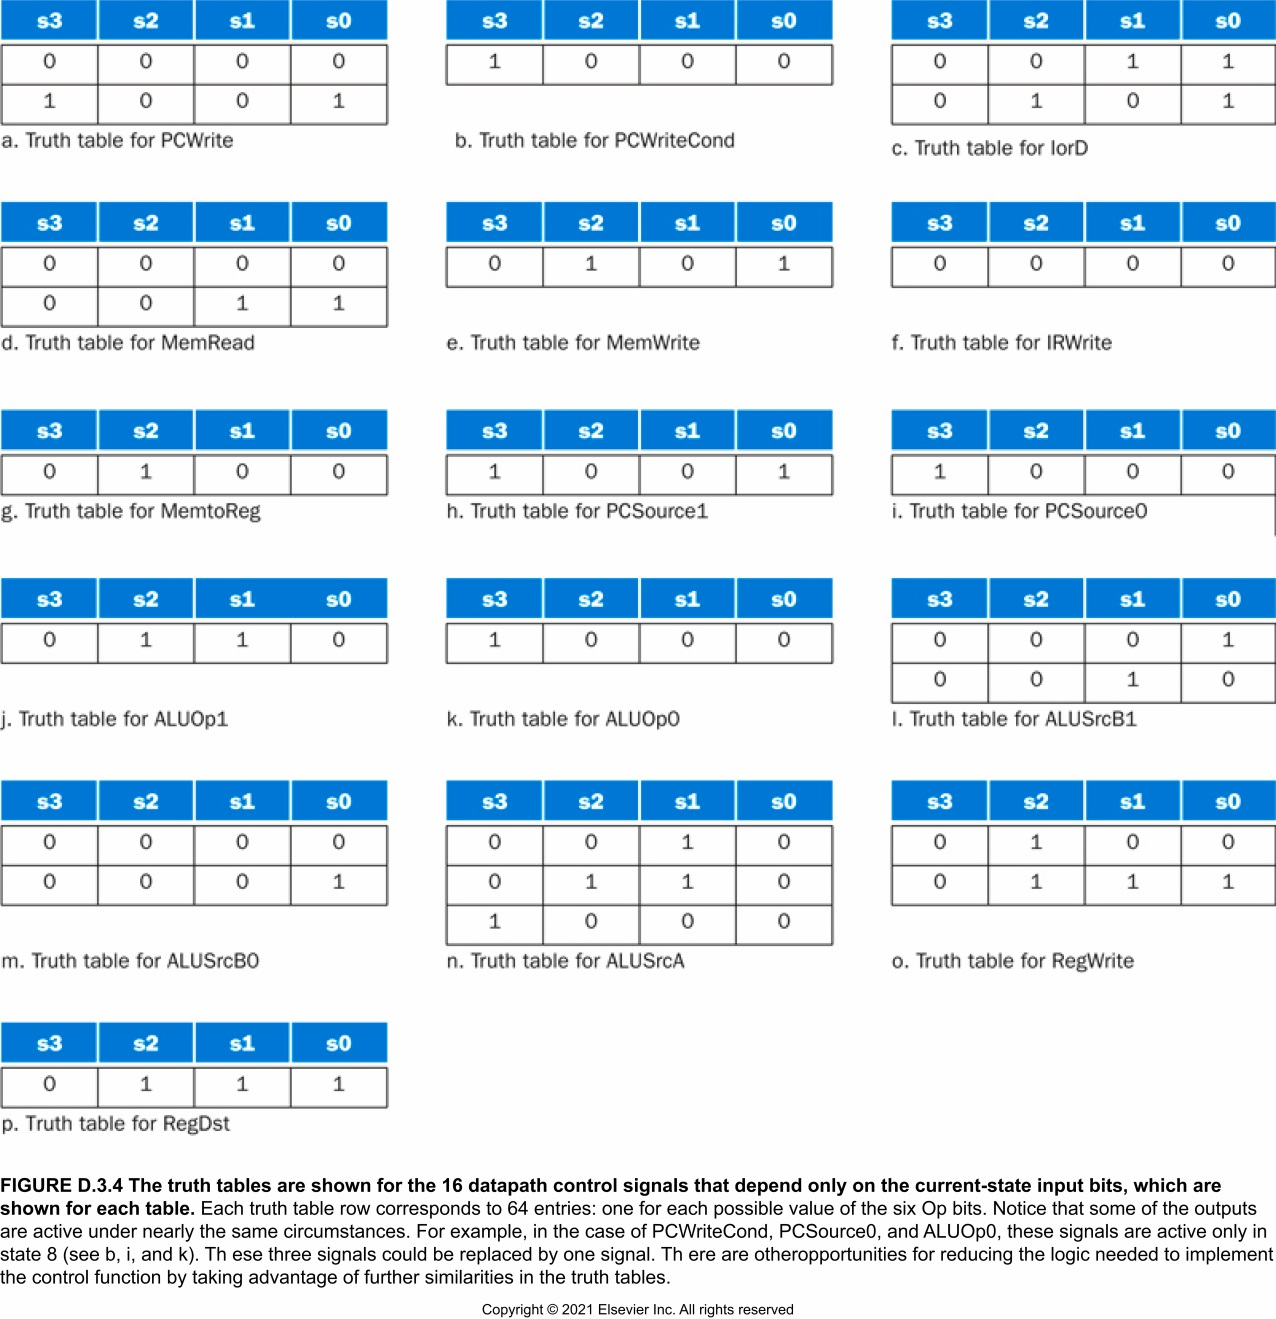 s3 s2 s1 s0 s3 s2 s1 s0 s3 s2 s1 s0
0 0 0 0 1 0 0 0 0 0 1 1
1 0 0 1 0 1 0 1
a. Truth table for PCWrite b. Truth table for PCWriteCond c. Truth table for IorD
s3 s2 s1 s0 s3 s2 s1 s0 s3 s2 s1 s0
0 0 0 0 0 1 0 1 0 0 0 0
0 0 1 1
d. Truth table for MemRead e. Truth table for MemWrite f. Truth table for IRWrite
s3 s2 s1 s0 s3 s2 s1 s0 s3 s2 s1 s0
0 1 0 0 1 0 0 1 1 0 0 0
g. Truth table for MemtoReg h. Truth table for PCSource1 i. Truth table for PCSource0
s3 s2 s1 s0 s3 s2 s1 s0 s3 s2 s1 s0
0 1 1 0 1 0 0 0 0 0 0 1
0 0 1 0
j. Truth table for ALUOp1 k. Truth table for ALUOp0 l. Truth table for ALUSrcB1
s3 s2 s1 s0 s3 s2 s1 s0 s3 s2 s1 s0
0 0 0 0 0 0 1 0 0 1 0 0
0 0 0 1 0 1 1 0 0 1 1 1
1 0 0 0
m. Truth table for ALUSrcB0 n. Truth table for ALUSrcA o. Truth table for RegWrite
s3 s2 s1 s0
0 1 1 1
p. Truth table for RegDst
FIGURE D.3.4 The truth tables are shown for the 16 datapath control signals that depend only on the current-state input bits, which are
shown for each table. Each truth table row corresponds to 64 entries: one for each possible value of the six Op bits. Notice that some of the outputs
are active under nearly the same circumstances. For example, in the case of PCWriteCond, PCSource0, and ALUOp0, these signals are active only in
state 8 (see b, i, and k). Th ese three signals could be replaced by one signal. Th ere are otheropportunities for reducing the logic needed to implement
the control function by taking advantage of further similarities in the truth tables.
Copyright © 2021 Elsevier Inc. All rights reserved